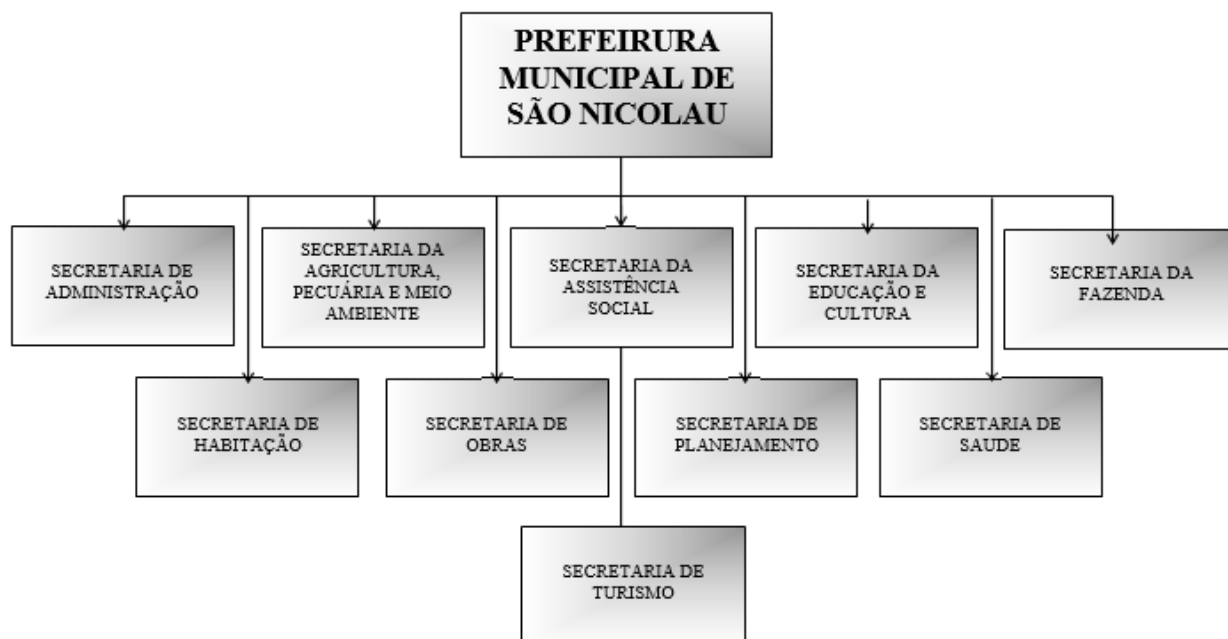 PREFEIRURA
MUNICIPAL DE
SÃO NICOLAU
SECRETARIA DE
ADMINISTRAÇÃO
SECRETARIA DA
AGRICULTURA,
PECUÁRIA E MEIO
AMBIENTE
SECRETARIA DA
ASSISTÊNCIA
SOCIAL
SECRETARIA DA
EDUCAÇÃO E
CULTURA
SECRETARIA DA
FAZENDA
SECRETARIA DE
HABITAÇÃO
SECRETARIA DE
OBRAS
SECRETARIA DE
PLANEJAMENTO
SECRETARIA DE
SAUDE
SECRETARIA DE
TURISMO